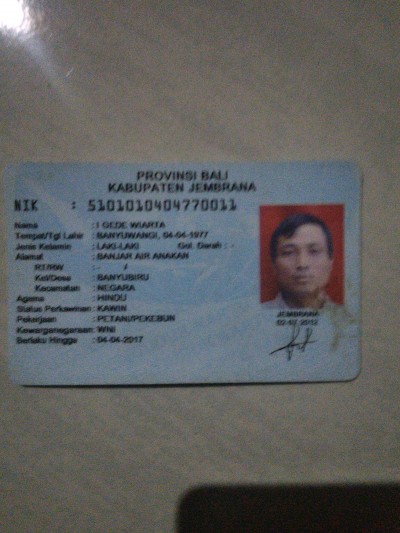 PROVINSI BALI
KABUPATEN JEMBRANA
NIK : 5101010404770011
Nama : I GEDE WIARTA
Tempat/Tgl Lahir : BANYUWANGI, 04-04-1977
Jenis Kelamin : LAKI-LAKI Gol. Darah : -
Alamat : BANJAR AIR ANAKAN
RT/RW : - /
Kel/Desa : BANYUBIRU
Kecamatan : NEGARA
Agama : HINDU
Status Perkawinan: KAWIN
Pekerjaan : PETANI/PEKEBUN
Kewarganegaraan: WNI
Berlaku Hingga : 04-04-2017
JEMBRANA